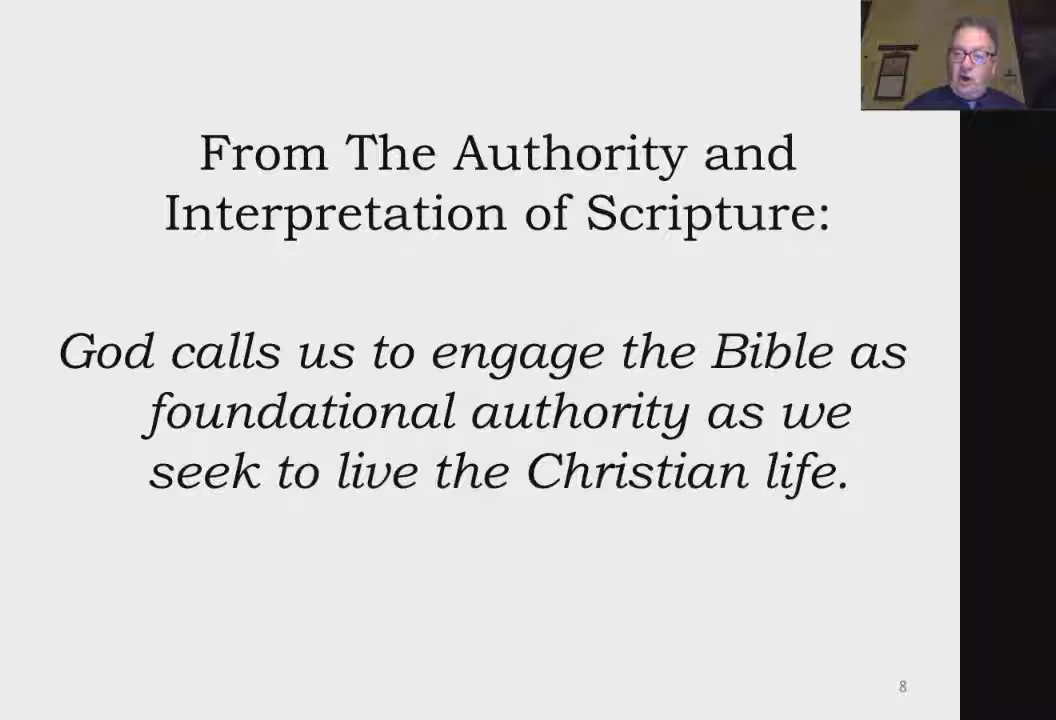 From The Authority and
Interpretation of Scripture:
God calls us to engage the Bible as
foundational authority as we
seek to live the Christian life.
8